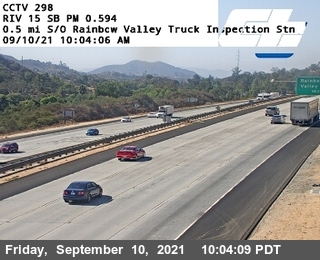 CCTV 298
RIV 15 SB PM 0.594
0.5 mi S/O Rainbow Valley Truck Inspection Stn
09/10/21 10:04:06 AM
Rainbow
Valley
Friday, September 10, 2021 10:04:09 PDT